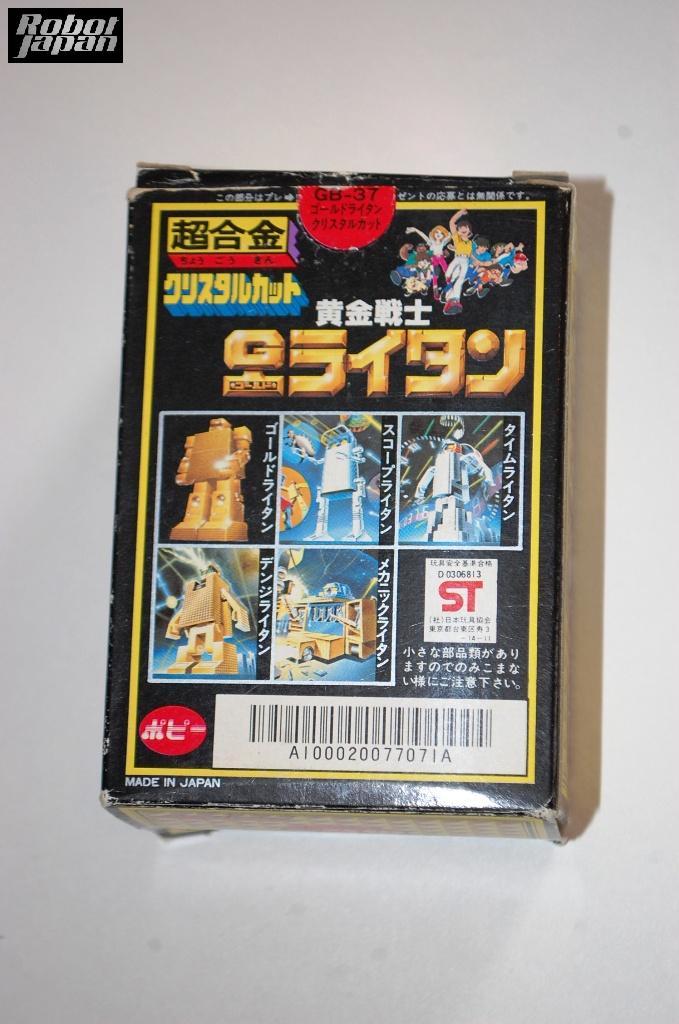 Robot
Japan
この部分はプレ
ゼントの応募とは無関係です。
GB-37
ゴールドライタン
クリスタルカット
超合金
ちょう ごう きん
クリスタルカット
黄金戦士
Gライタン
ゴールド
ゴールドライタン
スコープライタン
タイムライタン
デンジライタン
メカニックライタン
玩具安全基準合格
D0306813
ST
(社)日本玩具協会
東京都台東区寿3
-14-11
小さな部品類があり
ますのでのみこまな
い様にご注意下さい。
ポピー
A100020077071A
MADE IN JAPAN